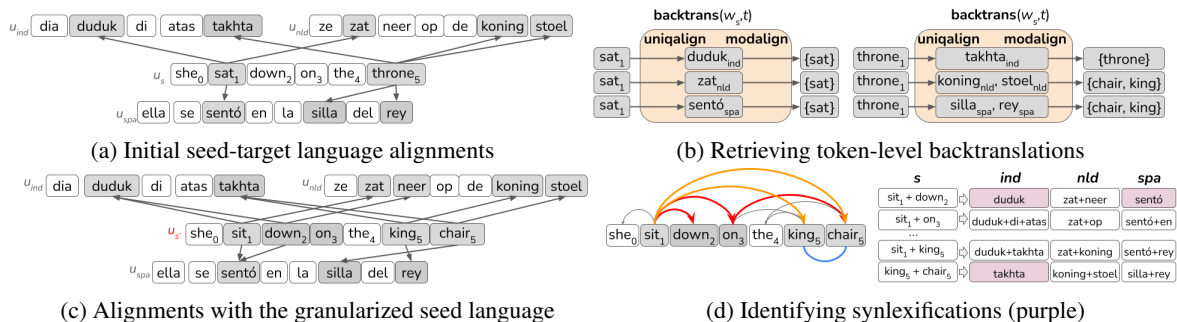 u_ind dia duduk di atas takhta u_nld ze zat neer op de koning stoel
u_s she_0 sat_1 down_2 on_3 the_4 throne_5
u_spa ella se sentó en la silla del rey
(a) Initial seed-target language alignments
backtrans(w_s,t) backtrans(w_s,t)
uniqalign modalign uniqalign modalign
sat_1 duduk_ind {sat} throne_1 takhta_ind {throne}
sat_1 zat_nld {sat} throne_1 koning_nld, stoel_nld {chair, king}
sat_1 sentó_spa {sat} throne_1 silla_spa, rey_spa {chair, king}
(b) Retrieving token-level backtranslations
u_ind dia duduk di atas takhta u_nld ze zat neer op de koning stoel
u_s' she_0 sit_1 down_2 on_3 the_4 king_5 chair_5
u_spa ella se sentó en la silla del rey
(c) Alignments with the granularized seed language
she_0 sit_1 down_2 on_3 the_4 king_5 chair_5
s ind nld spa
sit_1 + down_2 duduk zat+neer sentó
sit_1 + on_3 duduk+di+atas zat+op sentó+en
...
sit_1 + king_5 duduk+takhta zat+koning sentó+rey
king_5 + chair_5 takhta koning+stoel silla+rey
(d) Identifying synlexifications (purple)